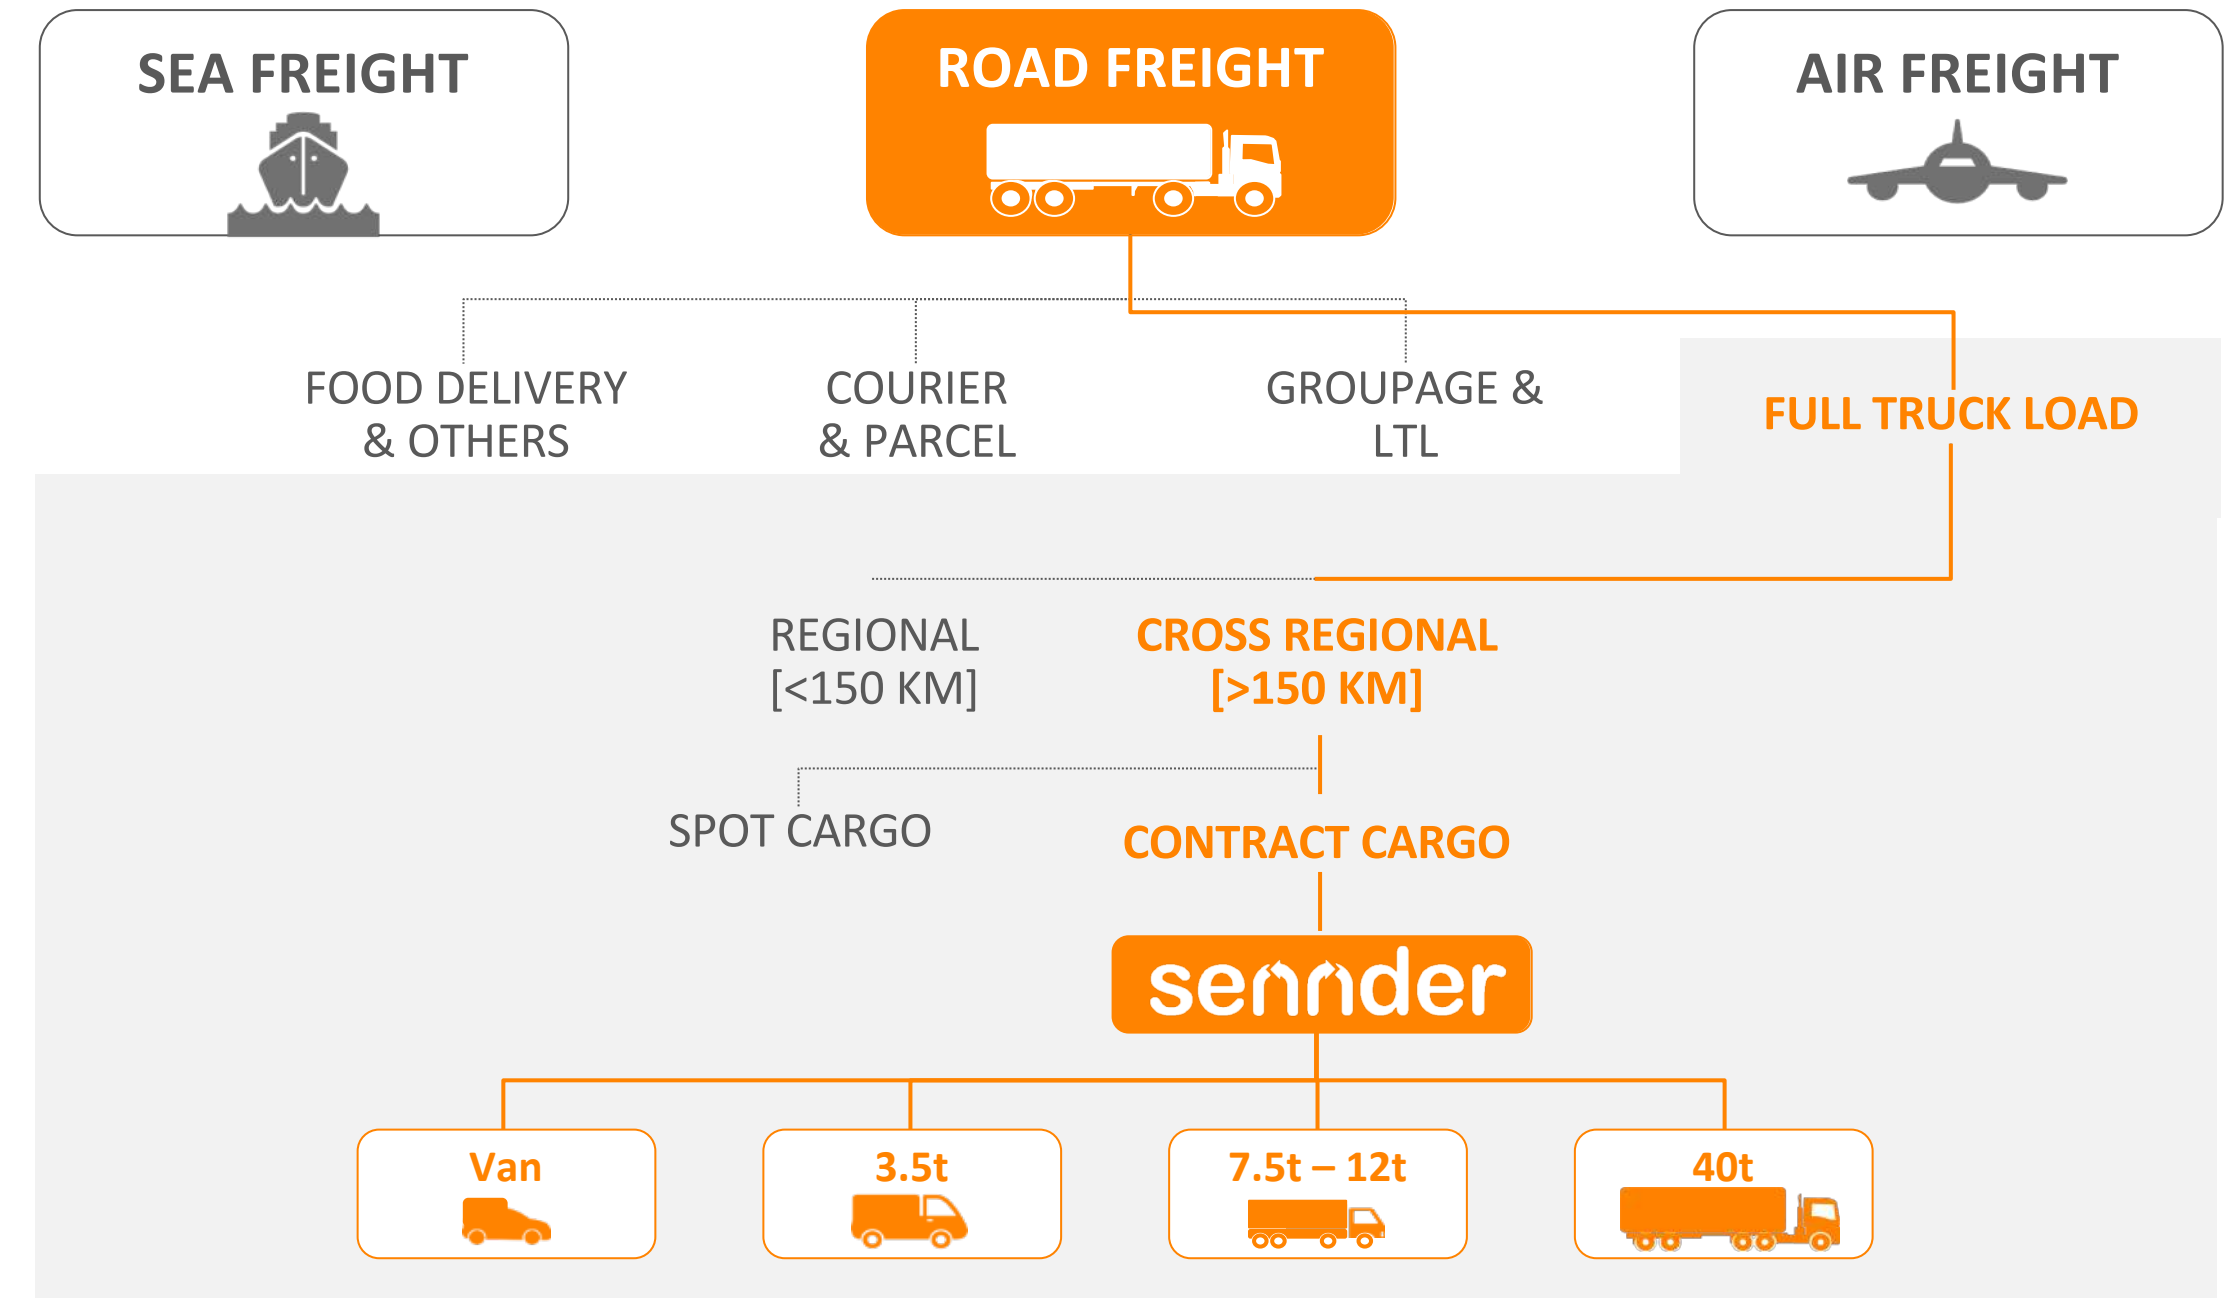 SEA FREIGHT
ROAD FREIGHT
AIR FREIGHT
FOOD DELIVERY
& OTHERS
COURIER
& PARCEL
GROUPAGE &
LTL
FULL TRUCK LOAD
REGIONAL
[<150 KM]
CROSS REGIONAL
[>150 KM]
SPOT CARGO
CONTRACT CARGO
sennder
Van
3.5t
7.5t – 12t
40t